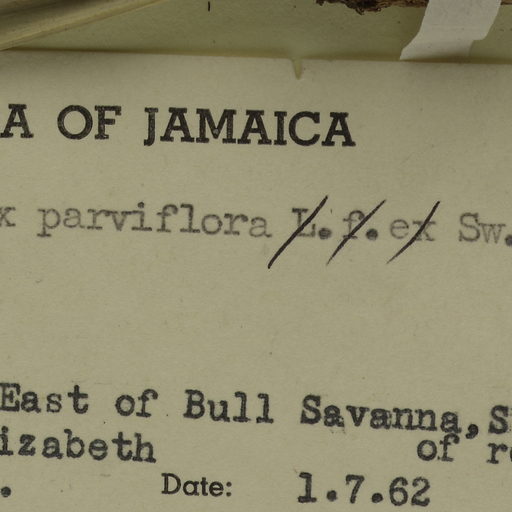 A OF JAMAICA
x parviflora L. f. ex Sw.
East of Bull Savanna, S
izabeth of r
. Date: 1.7.62